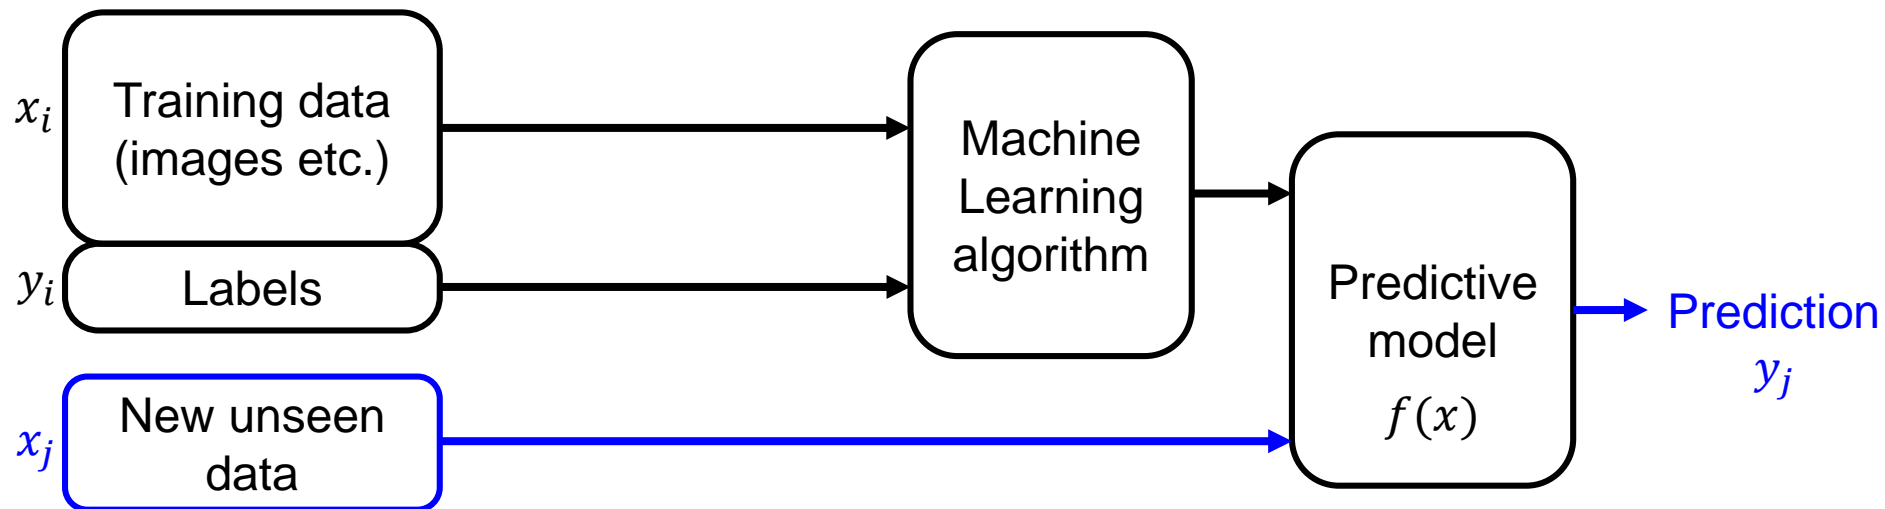 x_i
Training data
(images etc.)
y_i
Labels
x_j
New unseen
data
Machine
Learning
algorithm
Predictive
model
f(x)
Prediction
y_j